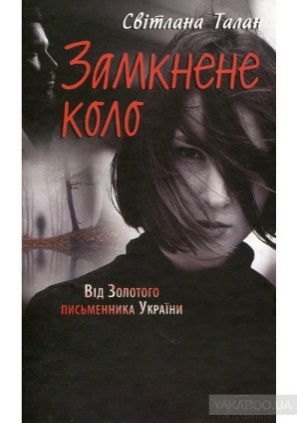 Світлана Талан
Замкнене
коло
Від Золотого
письменника України
YAKABOO.UA